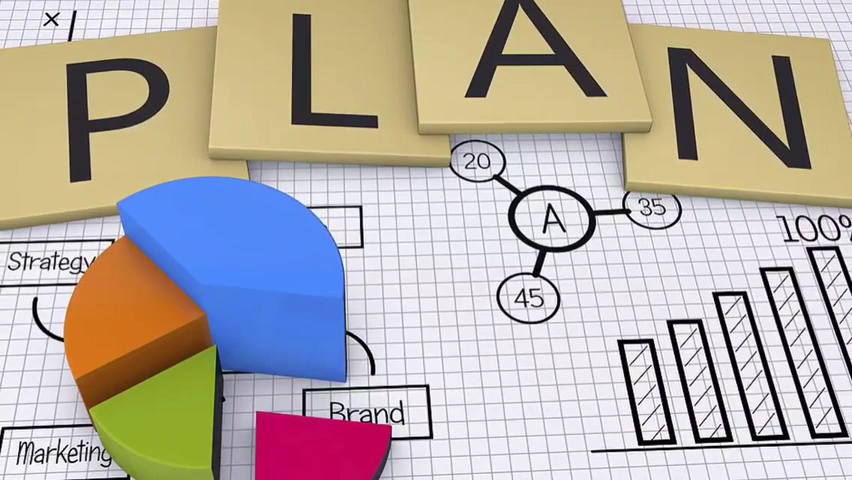 x
PLAN
20
A
35
Strategy
100%
45
Brand
Marketing